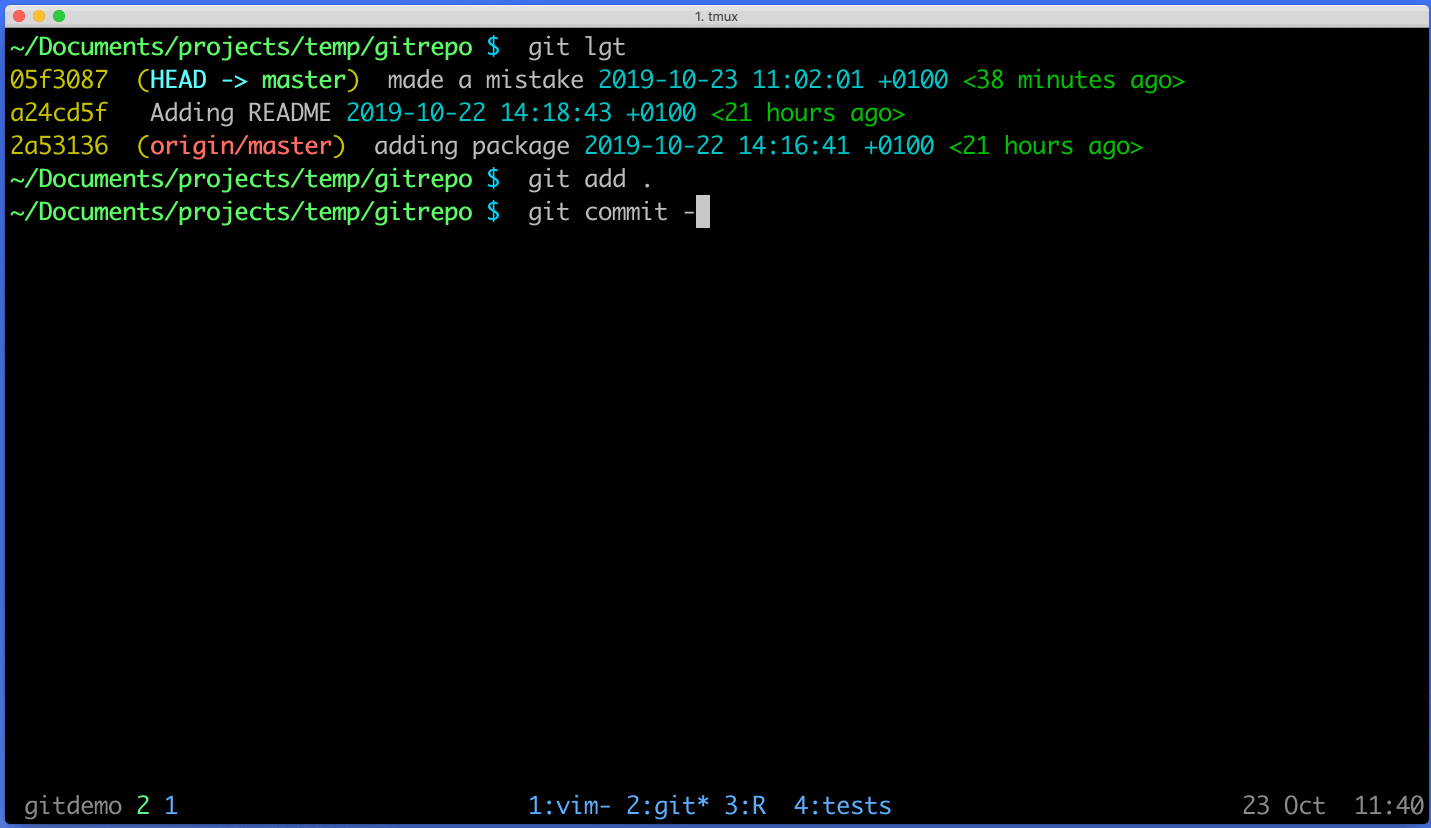 1. tmux
~/Documents/projects/temp/gitrepo $  git lgt
05f3087  (HEAD -> master)  made a mistake 2019-10-23 11:02:01 +0100 <38 minutes ago>
a24cd5f   Adding README 2019-10-22 14:18:43 +0100 <21 hours ago>
2a53136  (origin/master)  adding package 2019-10-22 14:16:41 +0100 <21 hours ago>
~/Documents/projects/temp/gitrepo $  git add .
~/Documents/projects/temp/gitrepo $  git commit -
gitdemo 2 1 1:vim- 2:git* 3:R  4:tests 23 Oct  11:40